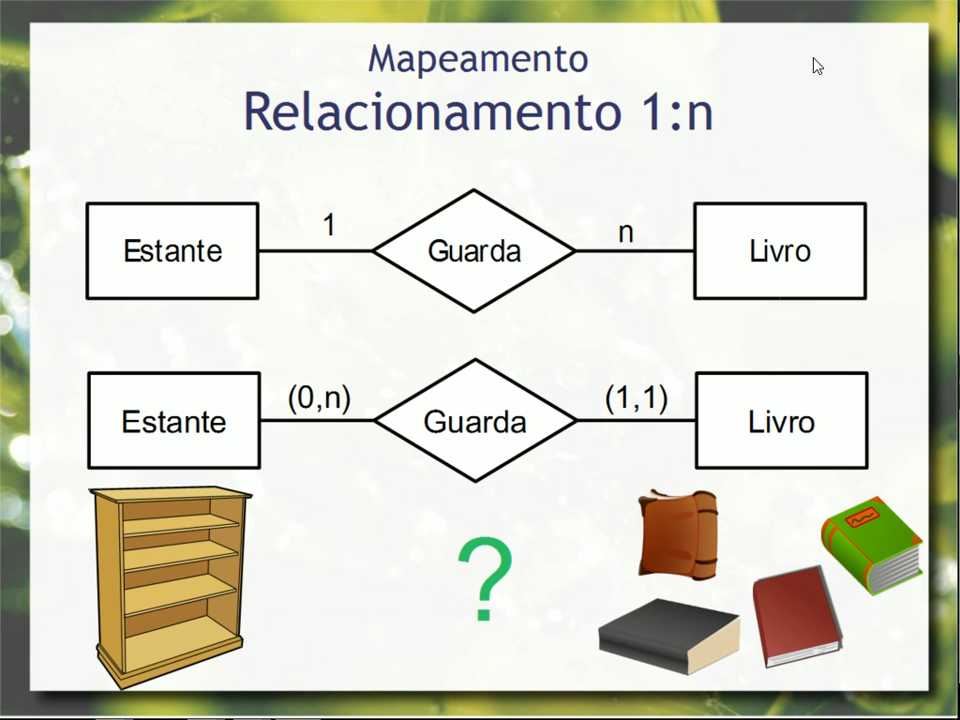 Mapeamento
Relacionamento 1:n
1
n
Estante
Guarda
Livro
(0,n)
(1,1)
Estante
Guarda
Livro
?